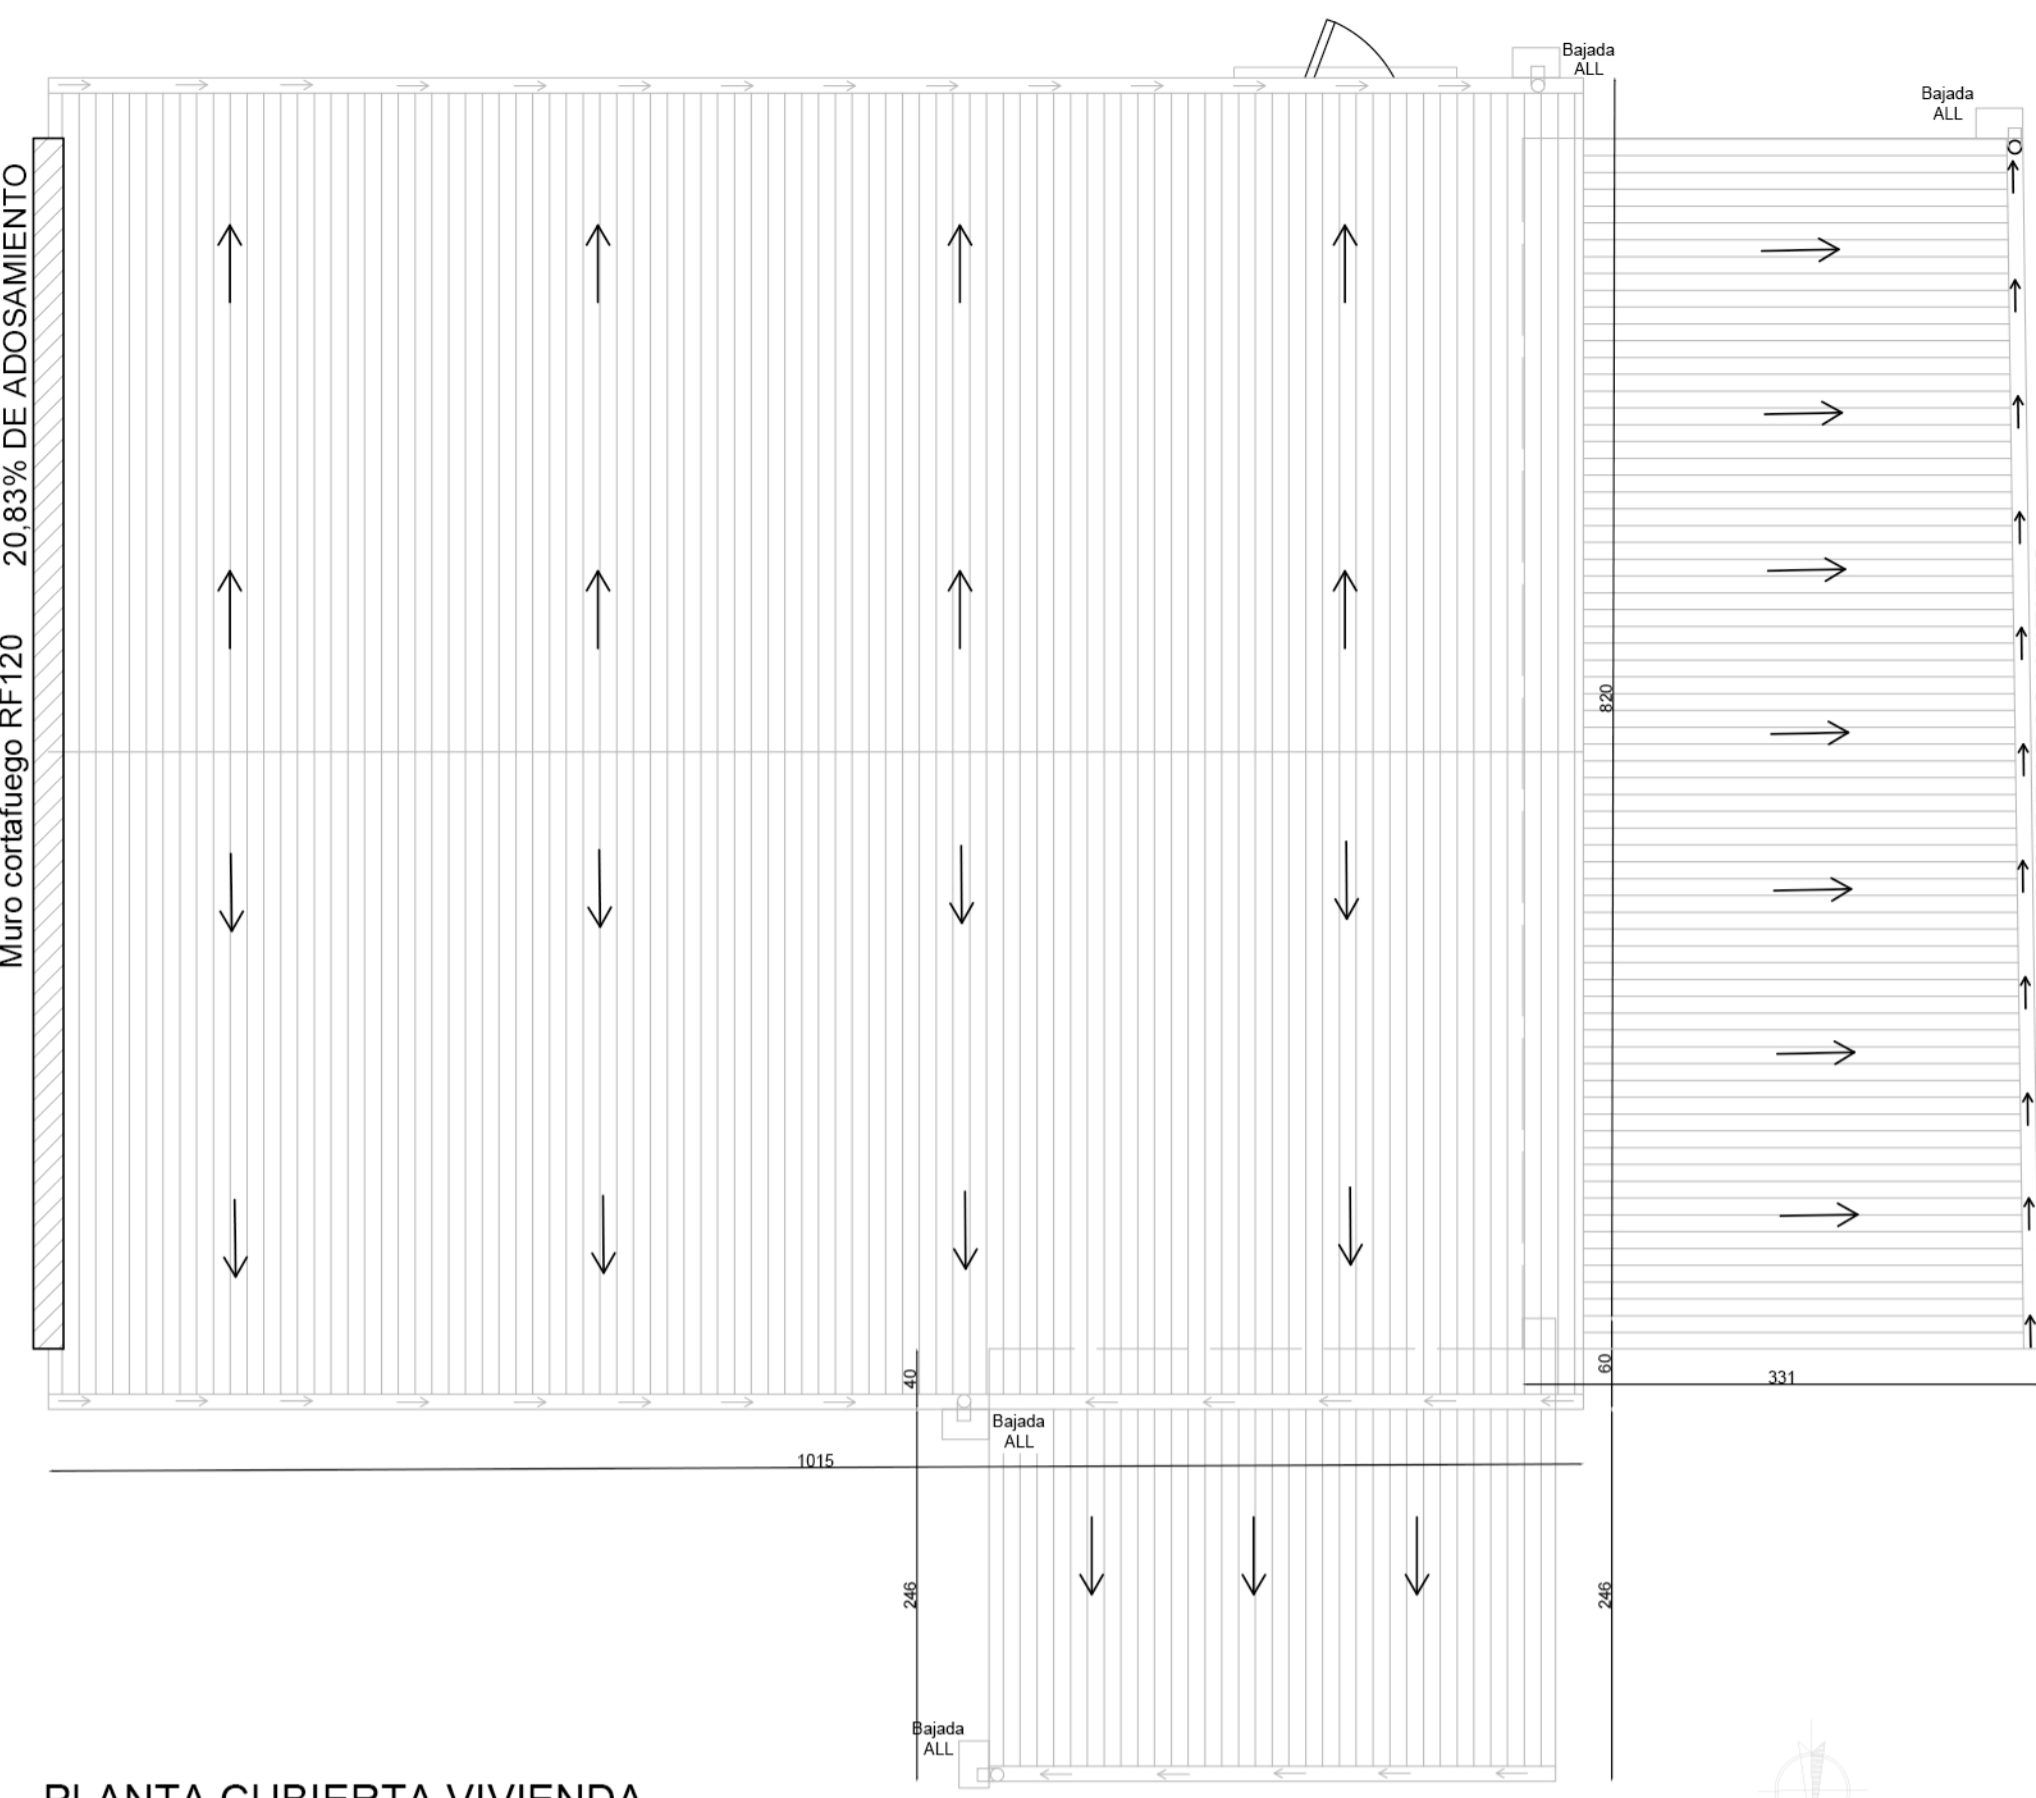 Bajada
ALL
Bajada
ALL
Muro cortafuego RF120 20,83% DE ADOSAMIENTO
820
40
60
331
Bajada
ALL
1015
246
246
Bajada
ALL
PLANTA CUBIERTA VIVIENDA